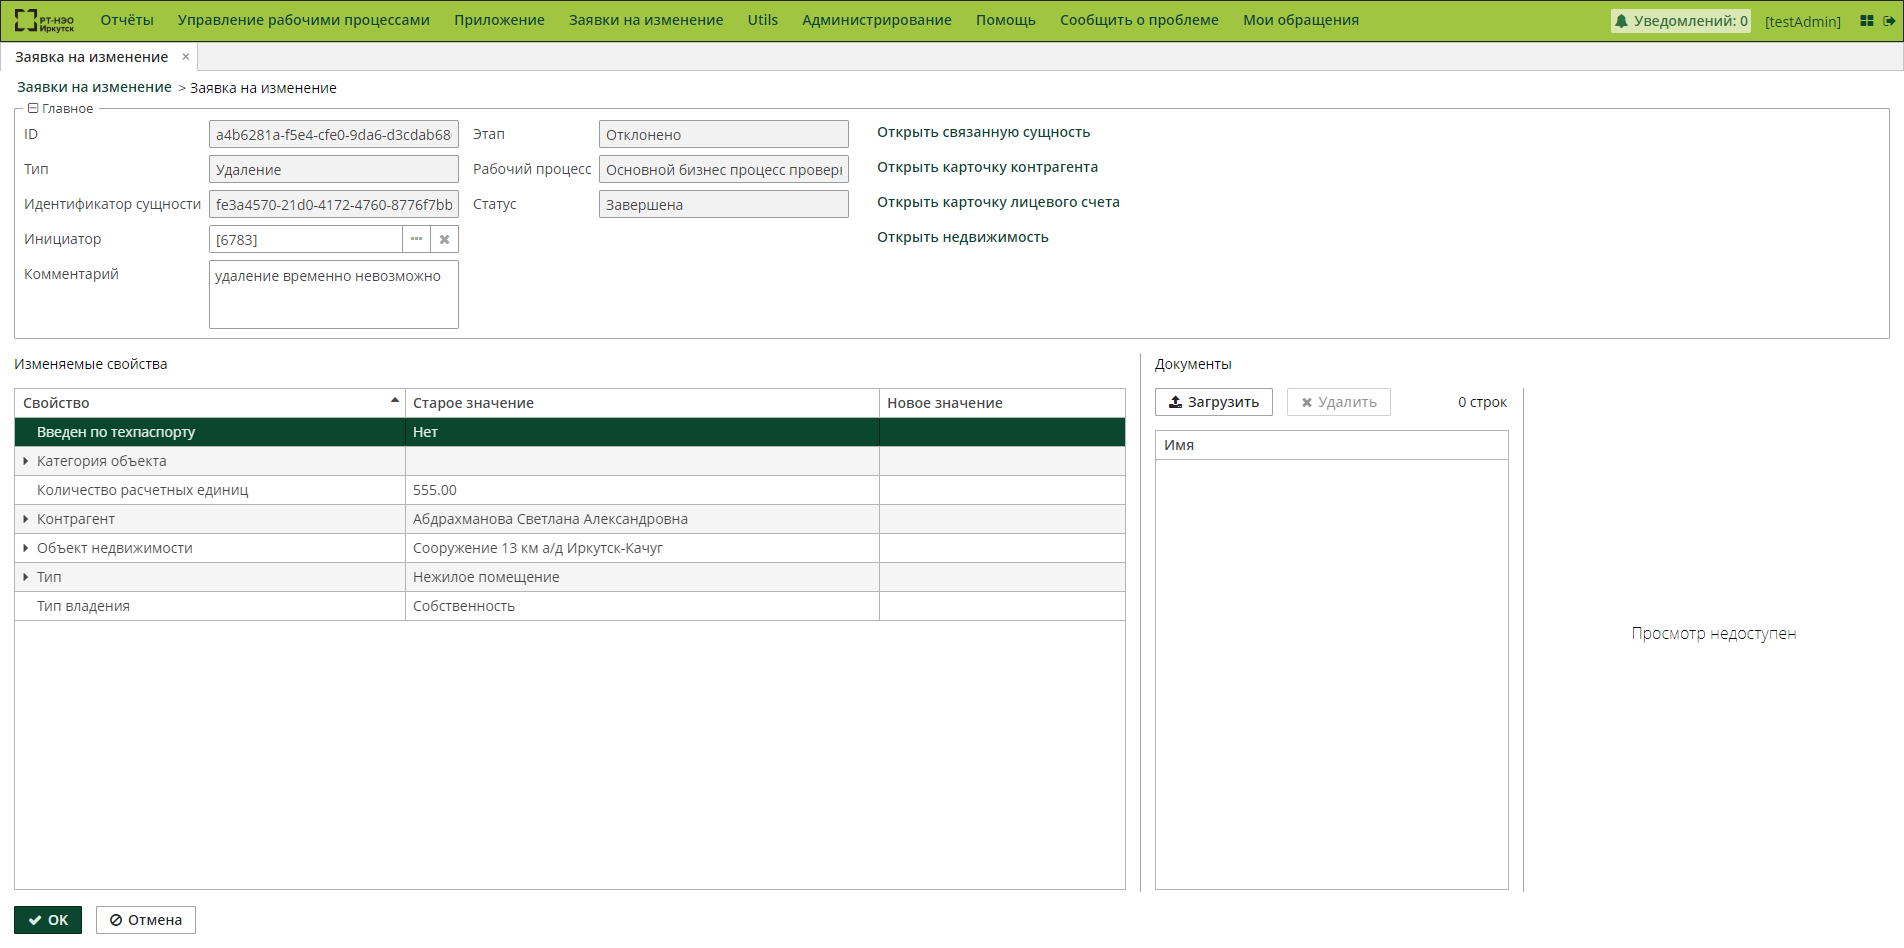 РТ-НЭО
Иркутск
Отчёты Управление рабочими процессами Приложение Заявки на изменение Utils Администрирование Помощь Сообщить о проблеме Мои обращения Уведомлений: 0 [testAdmin]
Заявка на изменение ×
Заявки на изменение > Заявка на изменение
Главное
ID a4b6281a-f5e4-cfe0-9da6-d3cdab68 Этап Отклонено Открыть связанную сущность
Тип Удаление Рабочий процесс Основной бизнес процесс Открыть карточку контрагента
Идентификатор сущности fe3a4570-21d0-4172-4760-8776f7bb Статус Завершена Открыть карточку лицевого счета
Инициатор [6783] Открыть недвижимость
Комментарий удаление временно невозможно
Изменяемые свойства
Свойство Старое значение Новое значение
Введен по техпаспорту Нет
Категория объекта
Количество расчетных единиц 555.00
Контрагент Абдрахманова Светлана Александровна
Объект недвижимости Сооружение 13 км а/д Иркутск-Качуг
Тип Нежилое помещение
Тип владения Собственность
Документы
Загрузить Удалить 0 строк
Имя
Просмотр недоступен
OK Отмена